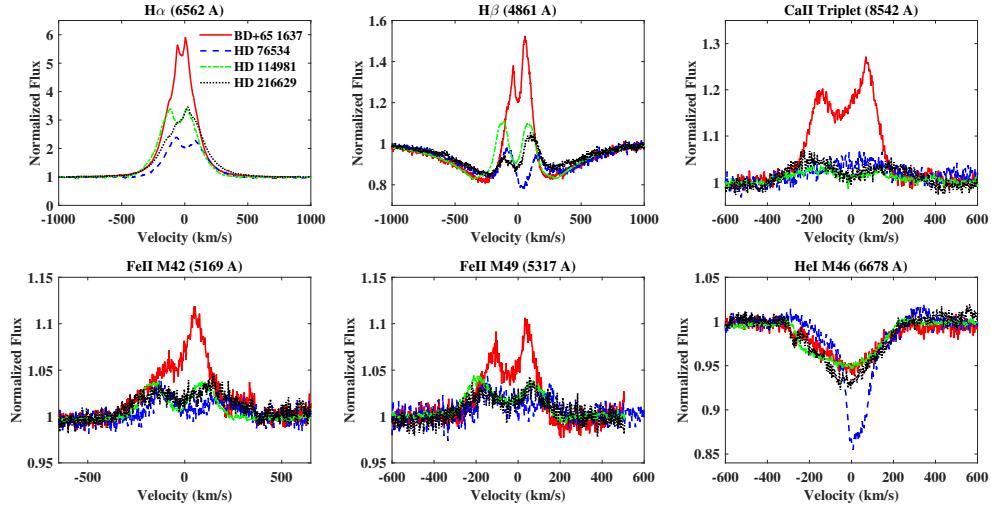 Hα (6562 A)
Normalized Flux
6
5
4
3
2
1
0
BD+65 1637
HD 76534
HD 114981
HD 216629
-1000 -500 0 500 1000
Velocity (km/s)
Hβ (4861 A)
Normalized Flux
1.6
1.4
1.2
1
0.8
-1000 -500 0 500 1000
Velocity (km/s)
CaII Triplet (8542 A)
Normalized Flux
1.3
1.2
1.1
1
-600 -400 -200 0 200 400 600
Velocity (km/s)
FeII M42 (5169 A)
Normalized Flux
1.15
1.1
1.05
1
0.95
-500 0 500
Velocity (km/s)
FeII M49 (5317 A)
Normalized Flux
1.15
1.1
1.05
1
0.95
-600 -400 -200 0 200 400 600
Velocity (km/s)
HeI M46 (6678 A)
Normalized Flux
1.05
1
0.95
0.9
0.85
-600 -400 -200 0 200 400 600
Velocity (km/s)